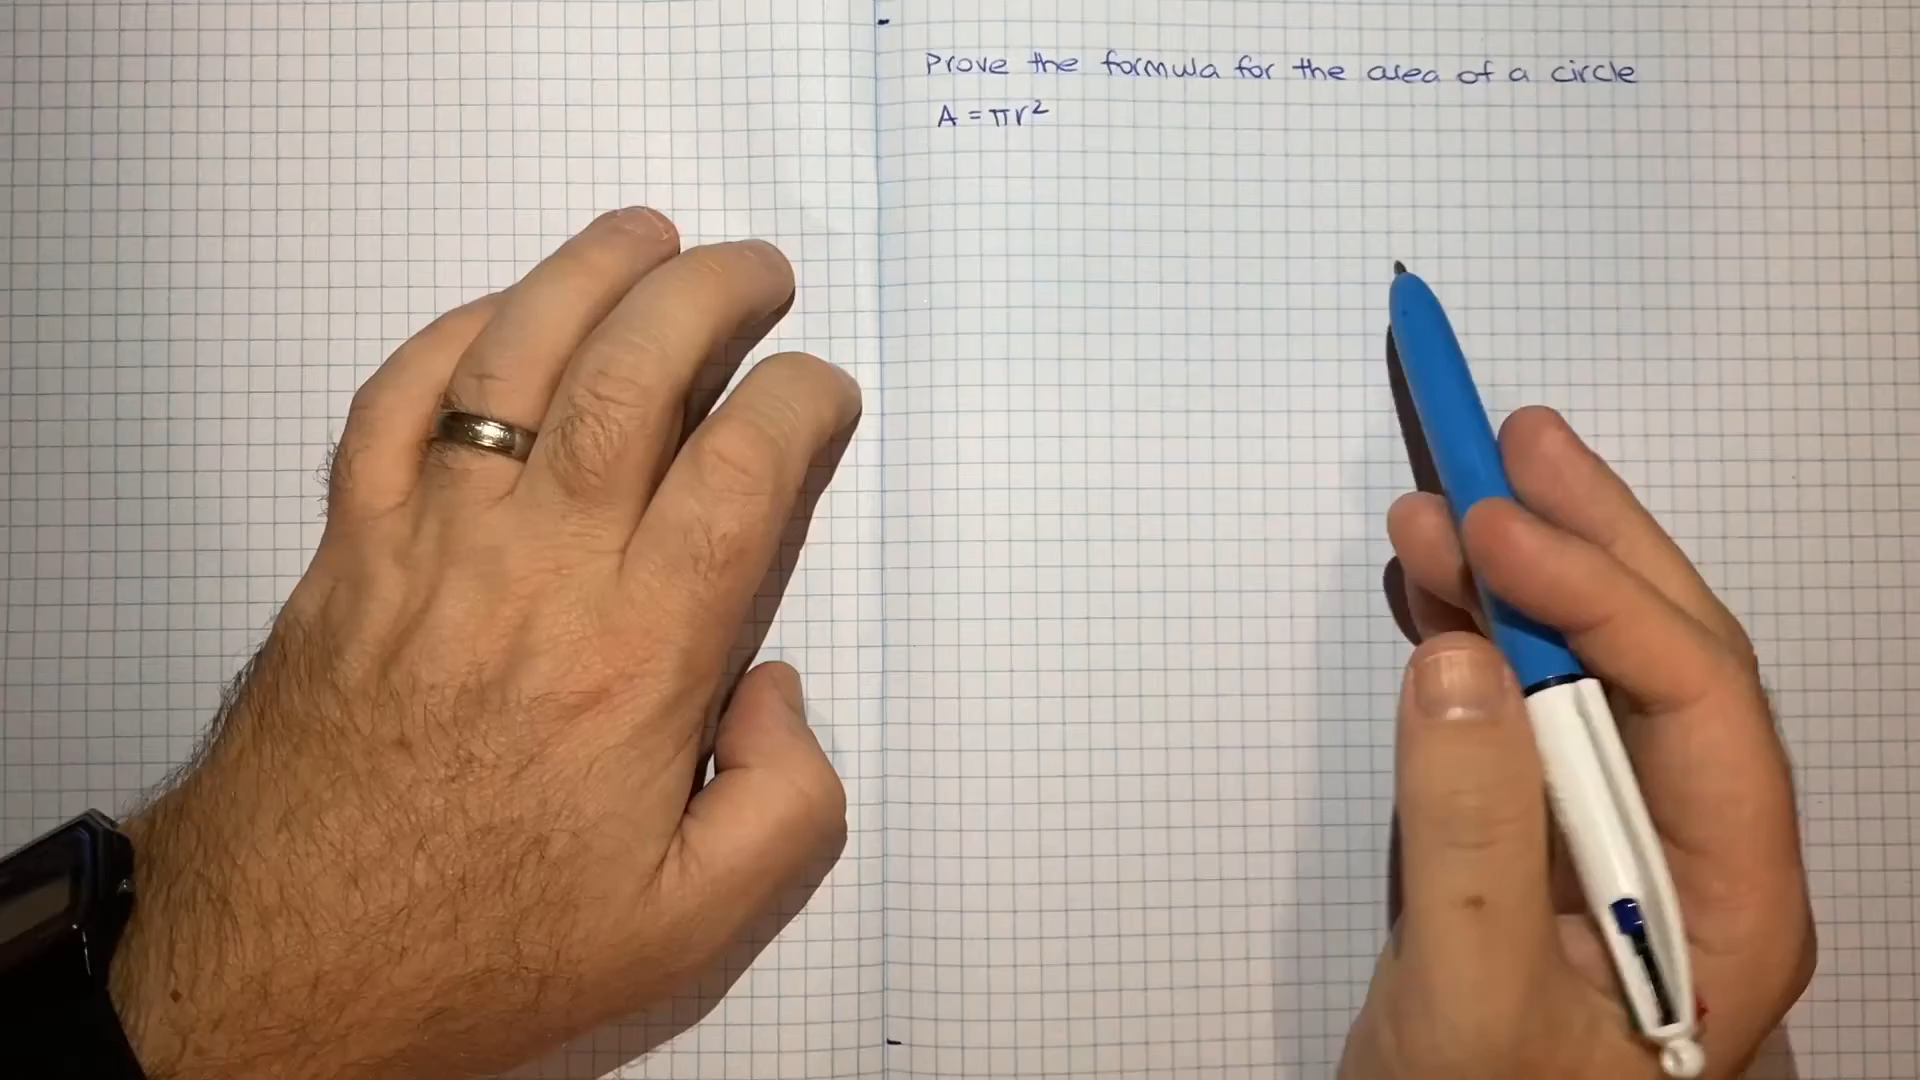 Prove the formula for the area of a circle
A = πr²